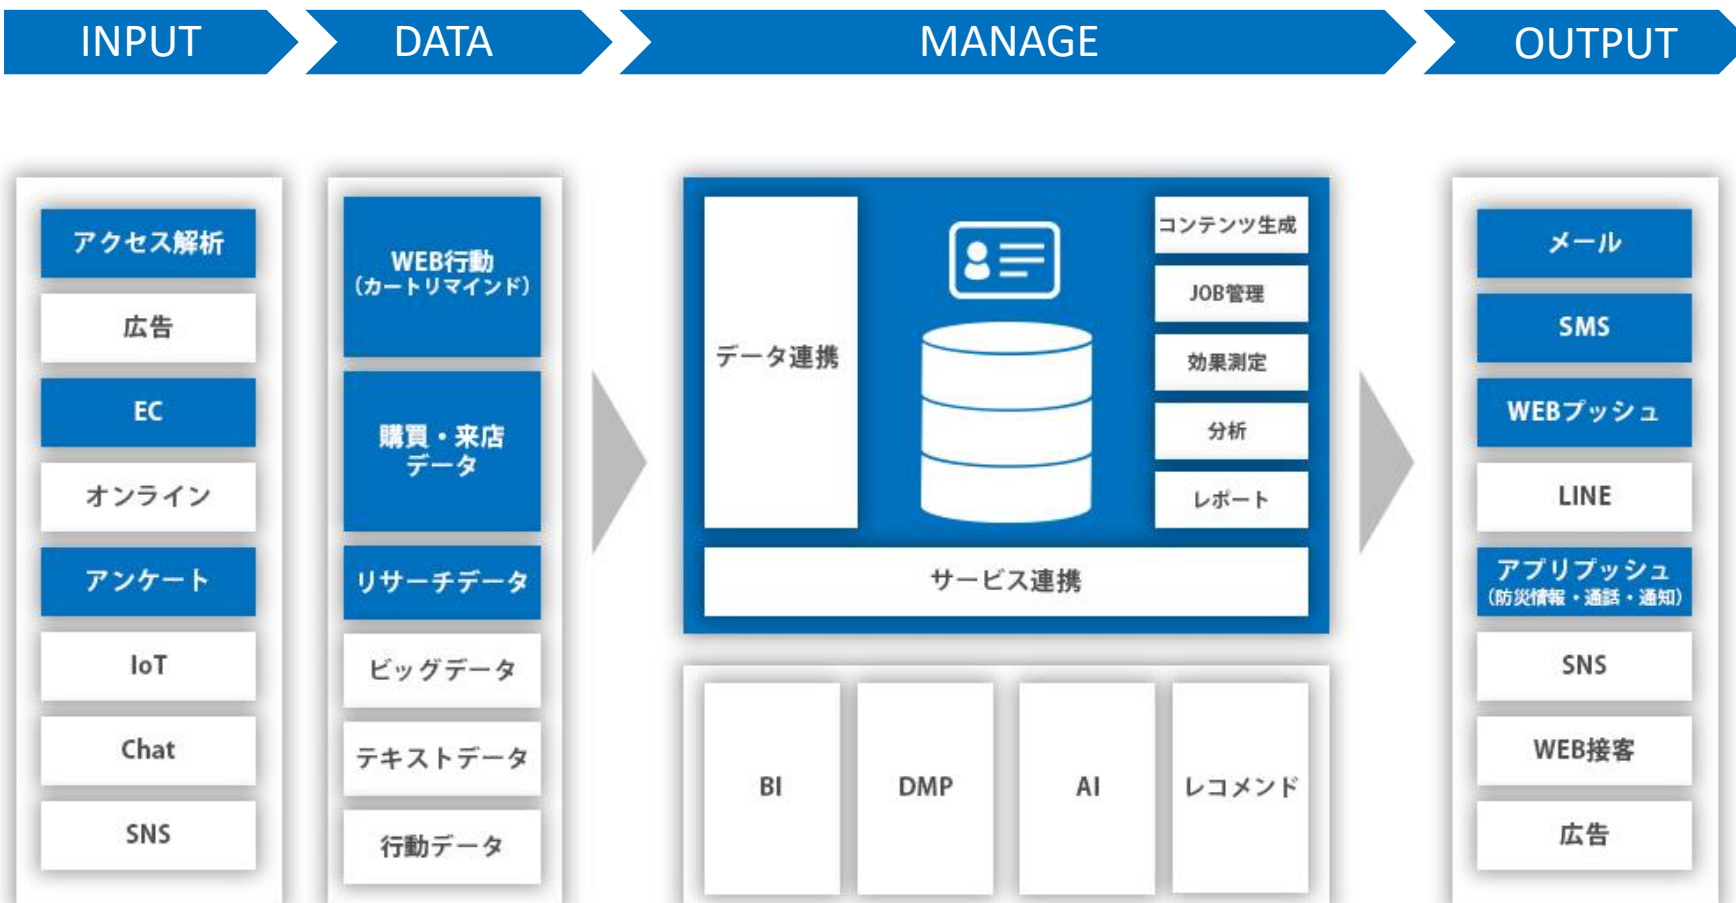 INPUT
DATA
MANAGE
OUTPUT
アクセス解析
広告
EC
オンライン
アンケート
IoT
Chat
SNS
WEB行動
（カートリマインド）
購買・来店
データ
リサーチデータ
ビッグデータ
テキストデータ
行動データ
データ連携
コンテンツ生成
JOB管理
効果測定
分析
レポート
サービス連携
BI
DMP
AI
レコメンド
メール
SMS
WEBプッシュ
LINE
アプリプッシュ
（防災情報・通話・通知）
SNS
WEB接客
広告